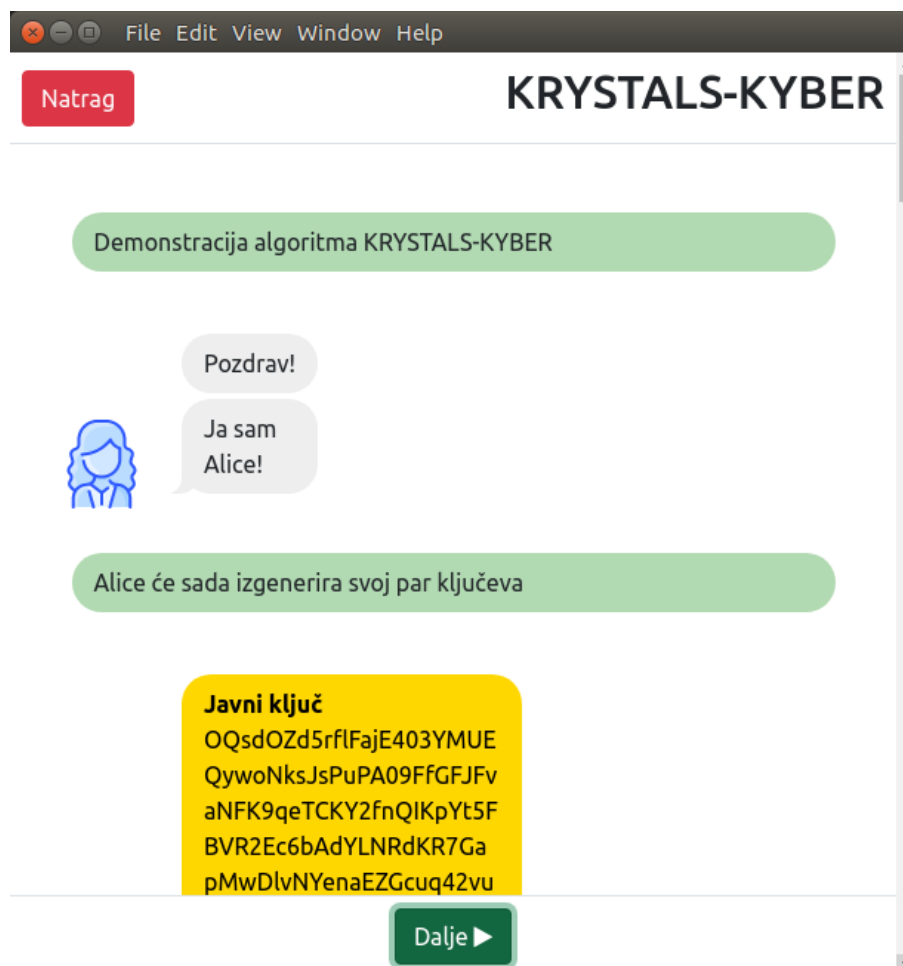 File Edit View Window Help
Natrag
KRYSTALS-KYBER
Demonstracija algoritma KRYSTALS-KYBER
Pozdrav!
Ja sam
Alice!
Alice će sada izgenerira svoj par ključeva
Javni ključ
OQsdOZd5rflFajE403YMUE
QywoNksJsPuPA09FfGFJFv
aNFK9qeTCKY2fnQIKpYt5F
BVR2Ec6bAdYLNRdKR7Ga
pMwDlvNYenaEZGcuq42vu
Dalje ▶